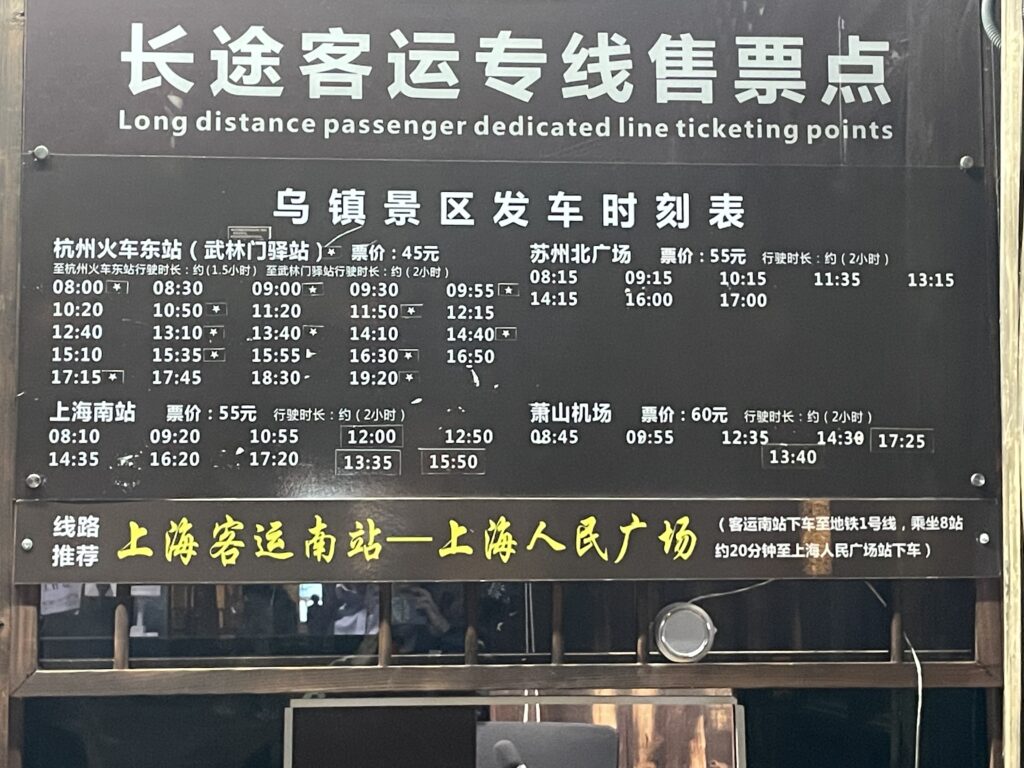 长途客运专线售票点
Long distance passenger dedicated line ticketing points
乌镇景区发车时刻表
杭州火车东站（武林门驿站）★ 票价：45元
至杭州火车东站行驶时长：约（1.5小时） 至武林门驿站行驶时长：约（2小时）
08:00★ 08:30 09:00★ 09:30 09:55★
10:20 10:50★ 11:20 11:50★ 12:15
12:40 13:10★ 13:40★ 14:10 14:40★
15:10 15:35★ 15:55 16:30★ 16:50
17:15★ 17:45 18:30 19:20★
苏州北广场 票价：55元 行驶时长：约（2小时）
08:15 09:15 10:15 11:35 13:15
14:15 16:00 17:00
上海南站 票价：55元 行驶时长：约（2小时）
08:10 09:20 10:55 12:00 12:50
14:35 16:20 17:20 13:35 15:50
萧山机场 票价：60元 行驶时长：约（2小时）
08:45 09:55 12:35 14:30 17:25
13:40
线路
推荐
上海客运南站—上海人民广场
（客运南站下车至地铁1号线，乘坐8站
约20分钟至上海人民广场站下车）